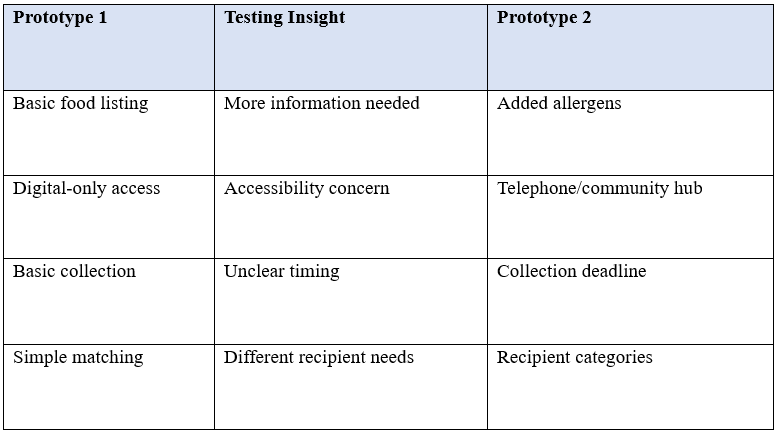 Prototype 1 Testing Insight Prototype 2
Basic food listing More information needed Added allergens
Digital-only access Accessibility concern Telephone/community hub
Basic collection Unclear timing Collection deadline
Simple matching Different recipient needs Recipient categories